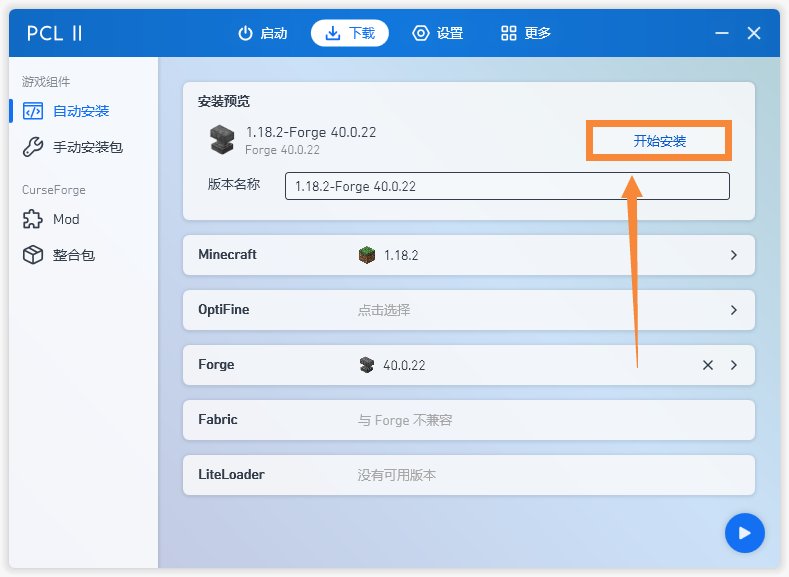 PCL II
启动
下载
设置
更多
游戏组件
自动安装
手动安装包
CurseForge
Mod
整合包
安装预览
1.18.2-Forge 40.0.22
Forge 40.0.22
开始安装
版本名称 1.18.2-Forge 40.0.22
Minecraft 1.18.2
OptiFine 点击选择
Forge 40.0.22
Fabric 与 Forge 不兼容
LiteLoader 没有可用版本